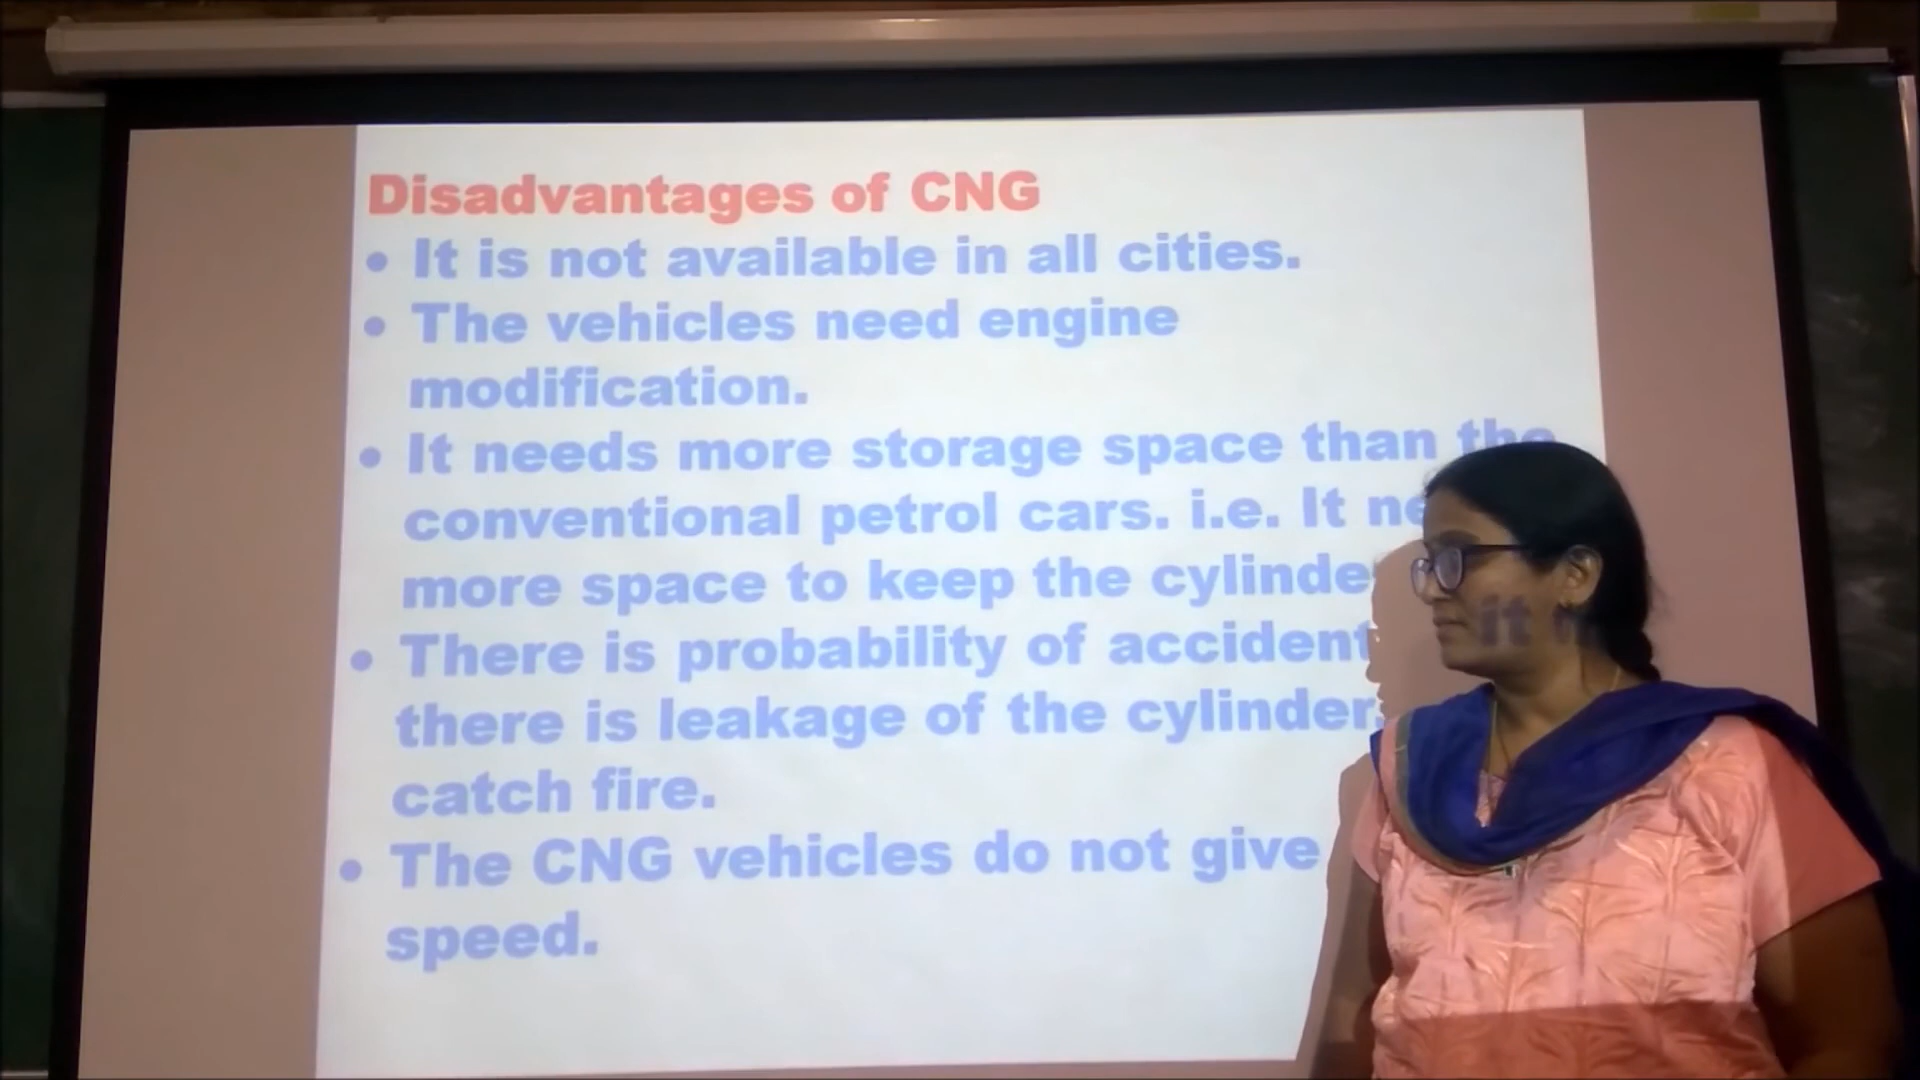 Disadvantages of CNG
• It is not available in all cities.
• The vehicles need engine
modification.
• It needs more storage space than the
conventional petrol cars. i.e. It
more space to keep the
• There is probability of accident
there is leakage of the cylinder
catch fire.
• The CNG vehicles do not give
speed.